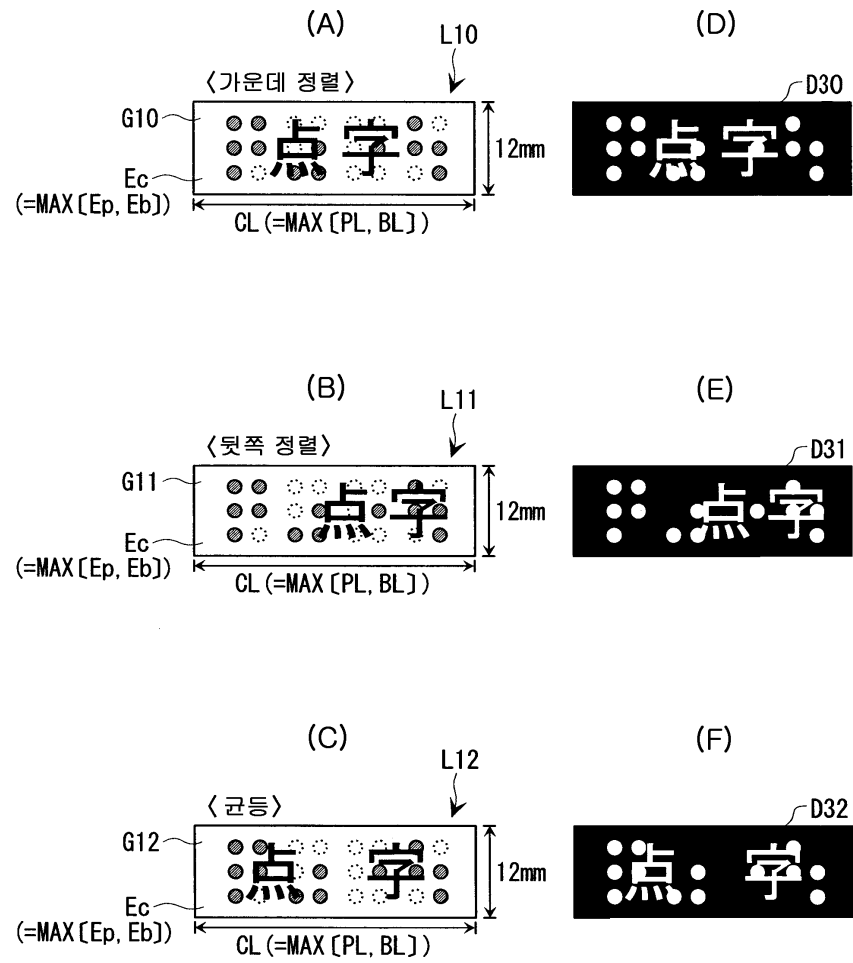 (A)
L10
〈가운데 정렬〉
G10
点字
12mm
Ec
(=MAX[Ep, Eb])
CL(=MAX[PL, BL])
(D)
D30
点字
(B)
L11
〈뒷쪽 정렬〉
G11
点字
12mm
Ec
(=MAX[Ep, Eb])
CL(=MAX[PL, BL])
(E)
D31
点字
(C)
L12
〈균등〉
G12
点字
12mm
Ec
(=MAX[Ep, Eb])
CL(=MAX[PL, BL])
(F)
D32
点字